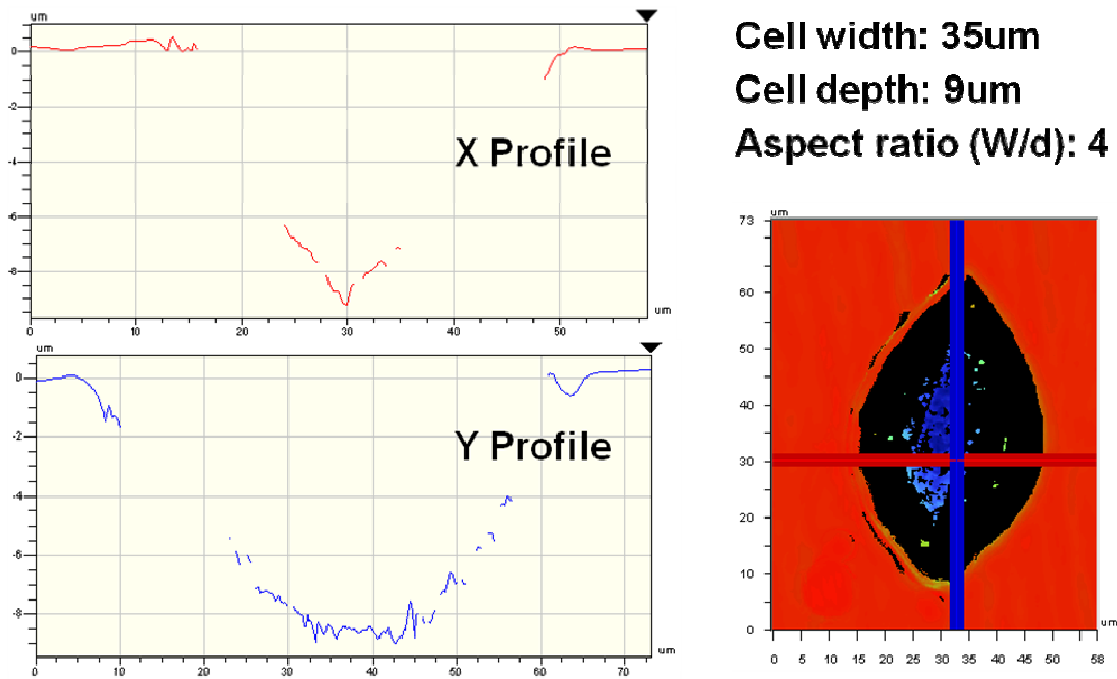 um
0
-2
-4
-6
-8
0 10 20 30 40 50
um
X Profile
um
0
-2
-4
-6
-8
0 10 20 30 40 50 60 70
um
Y Profile
Cell width: 35um
Cell depth: 9um
Aspect ratio (W/d): 4
um
73
60
50
40
30
20
10
0
um
0 5 10 15 20 25 30 35 40 45 50 58